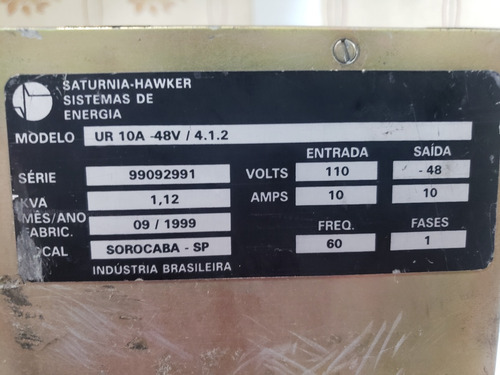 SATURNIA-HAWKER
SISTEMAS DE
ENERGIA
MODELO UR 10A -48V / 4.1.2
ENTRADA SAÍDA
SÉRIE 99092991 VOLTS 110 - 48
KVA 1,12 AMPS 10 10
MÊS/ANO
FABRIC. 09 / 1999 FREQ. FASES
LOCAL SOROCABA - SP 60 1
INDÚSTRIA BRASILEIRA